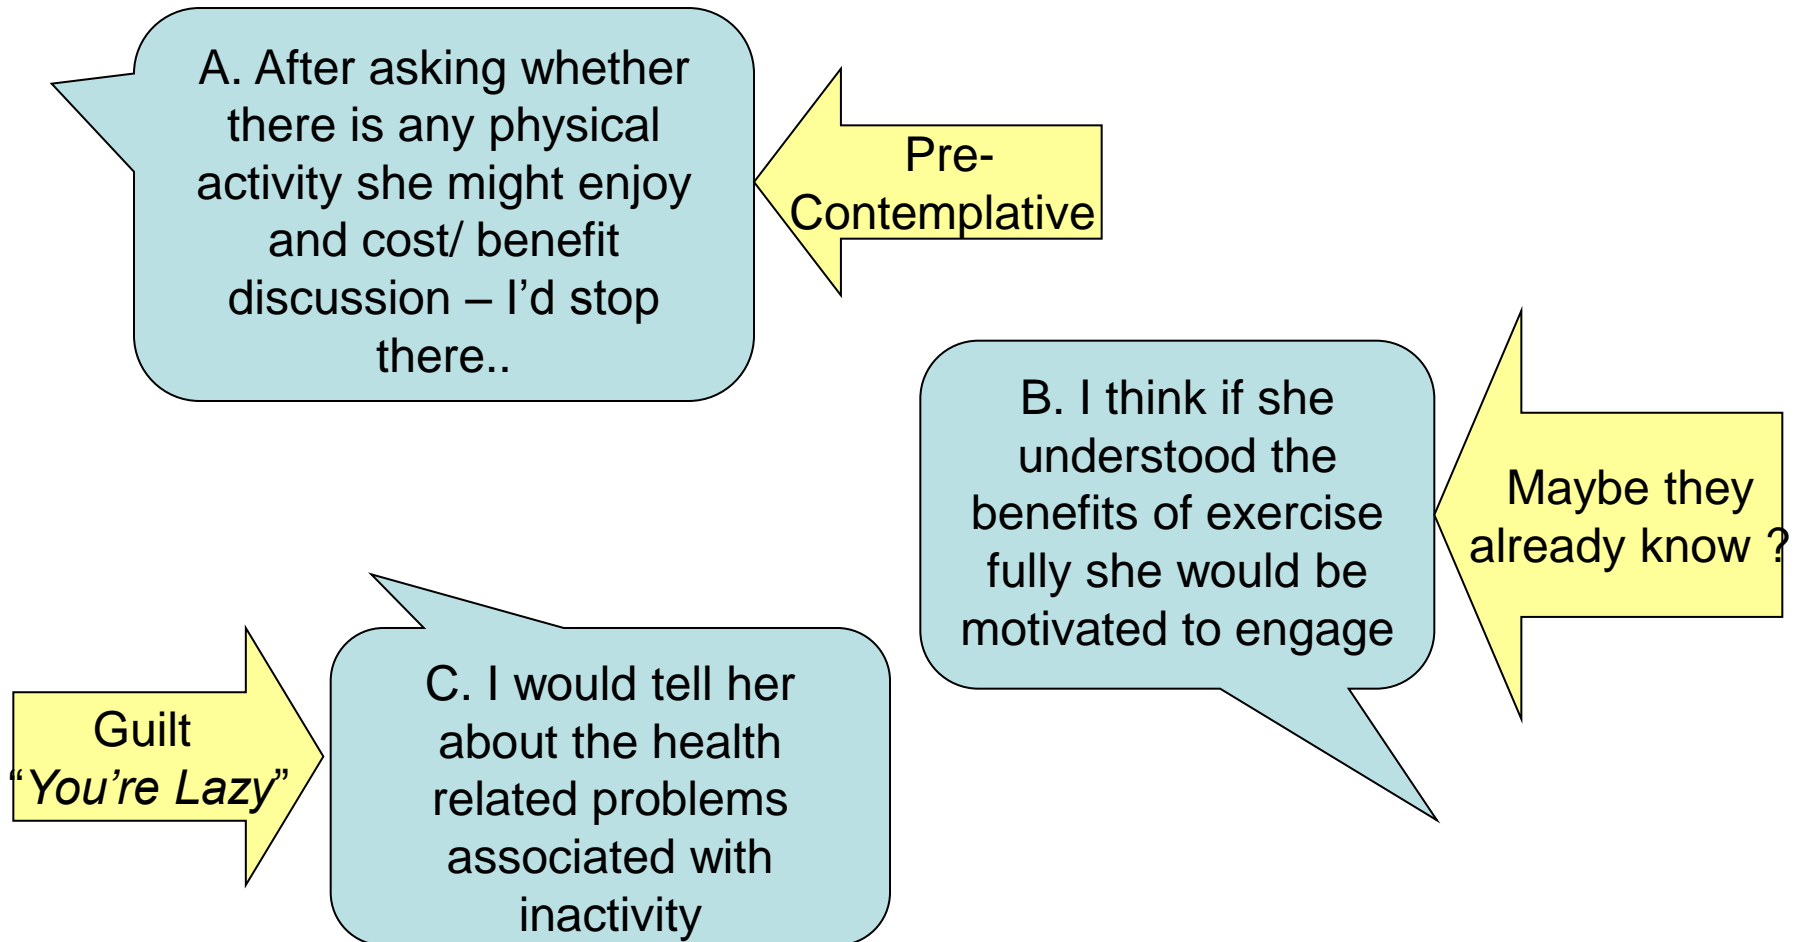 A. After asking whether
there is any physical
activity she might enjoy
and cost/ benefit
discussion – I’d stop
there..
Pre-
Contemplative
B. I think if she
understood the
benefits of exercise
fully she would be
motivated to engage
Maybe they
already know ?
Guilt
“You’re Lazy”
C. I would tell her
about the health
related problems
associated with
inactivity